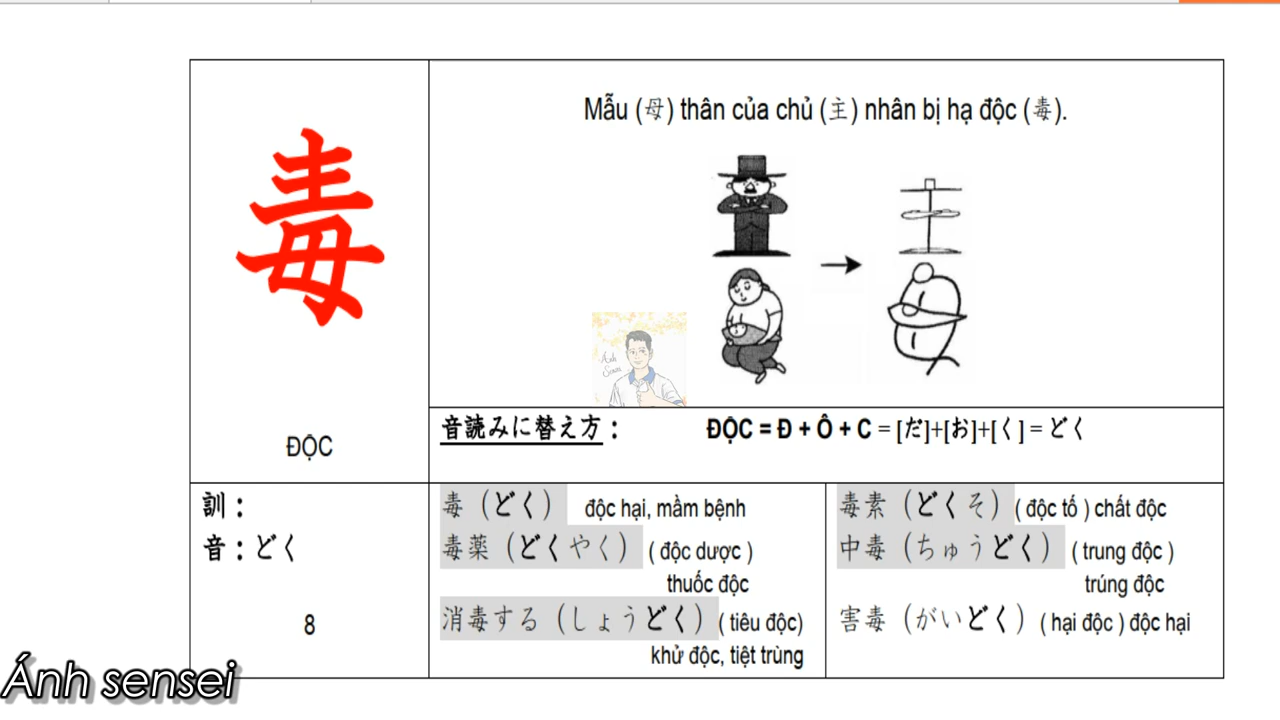 毒
ĐỘC
Mẫu (母) thân của chủ (主) nhân bị hạ độc (毒).
Ánh
Sensei
音読みに替え方：
ĐỘC = Đ + Ô + C = [だ]+[お]+[く] = どく
訓：
音：どく
8
毒（どく） độc hại, mầm bệnh
毒薬（どくやく） ( độc dược )
thuốc độc
消毒する（しょうどく） ( tiêu độc)
khử độc, tiệt trùng
毒素（どくそ） ( độc tố ) chất độc
中毒（ちゅうどく） ( trung độc )
trúng độc
害毒（がいどく） ( hại độc ) độc hại
Ánh sensei